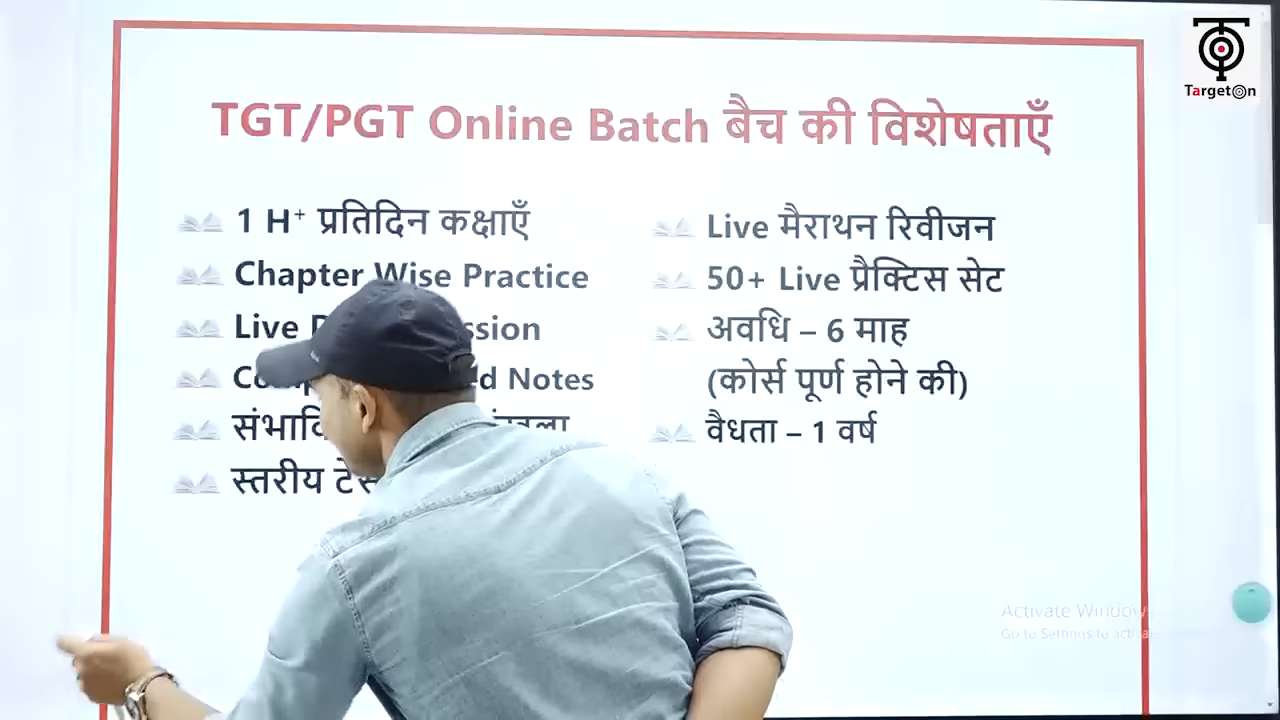 TargetOn
TGT/PGT Online Batch बैच की विशेषताएँ
1 H⁺ प्रतिदिन कक्षाएँ
Chapter Wise Practice
Live
Notes
स्तरीय
Live मैराथन रिवीजन
50+ Live प्रैक्टिस सेट
अवधि – 6 माह
(कोर्स पूर्ण होने की)
वैधता – 1 वर्ष
Activate Windows
Go to Settings to activate